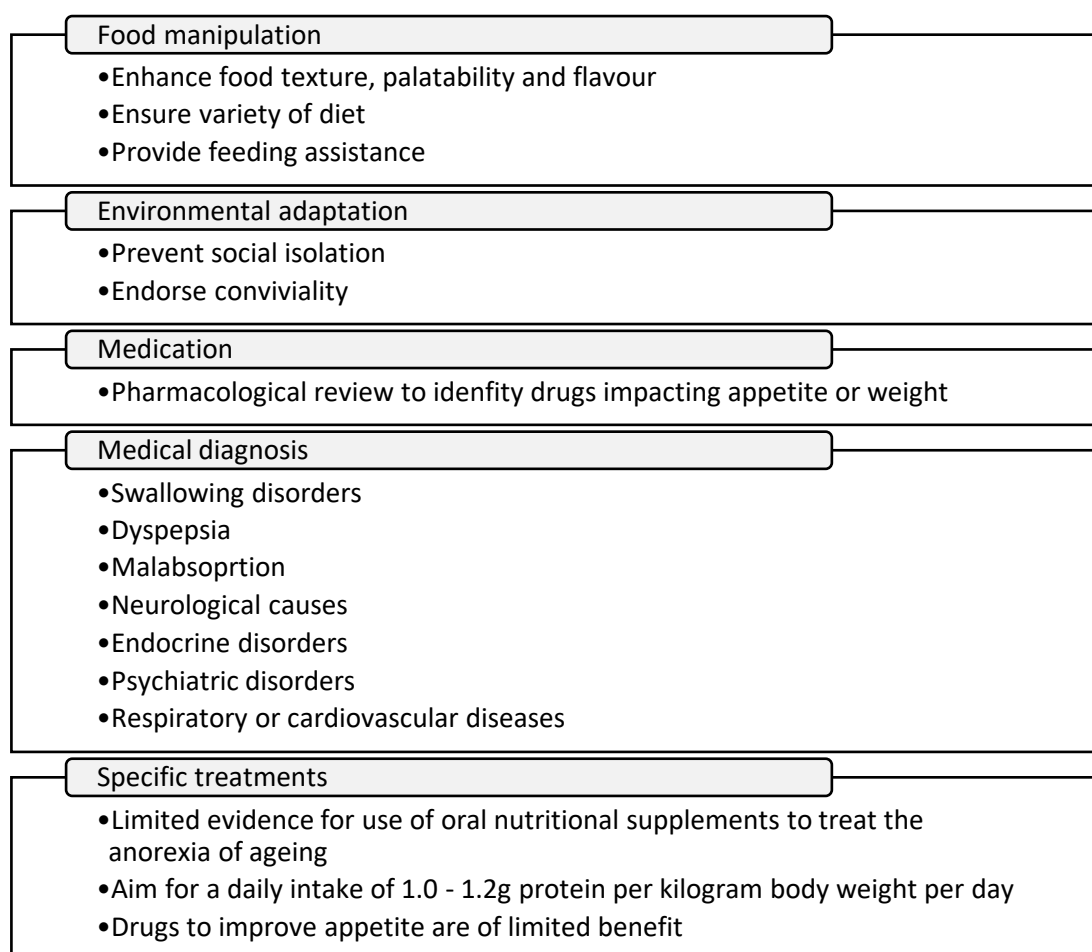 Food manipulation
•Enhance food texture, palatability and flavour
•Ensure variety of diet
•Provide feeding assistance
Environmental adaptation
•Prevent social isolation
•Endorse conviviality
Medication
•Pharmacological review to idenfity drugs impacting appetite or weight
Medical diagnosis
•Swallowing disorders
•Dyspepsia
•Malabsoprtion
•Neurological causes
•Endocrine disorders
•Psychiatric disorders
•Respiratory or cardiovascular diseases
Specific treatments
•Limited evidence for use of oral nutritional supplements to treat the
anorexia of ageing
•Aim for a daily intake of 1.0 - 1.2g protein per kilogram body weight per day
•Drugs to improve appetite are of limited benefit